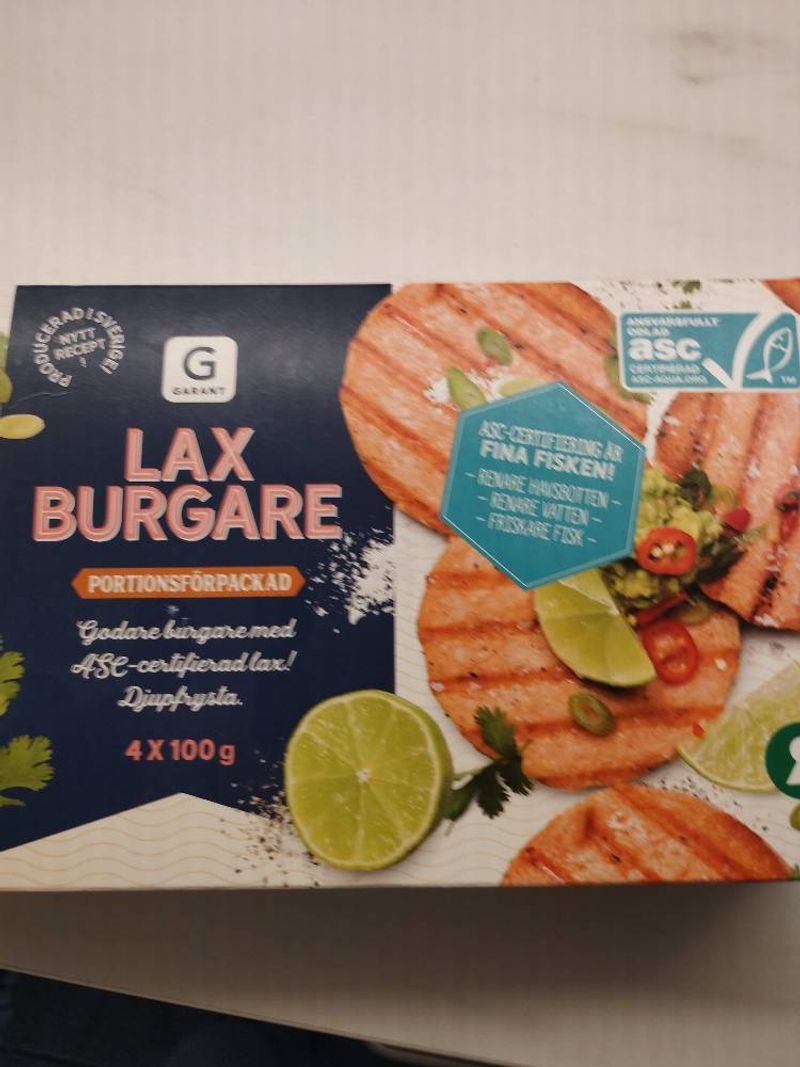 PRODUCERAD I SVERIGE!
NYTT
RECEPT
!
G
GARANT
LAX
BURGARE
PORTIONSFÖRPACKAD
Godare burgare med
ASC-certifierad lax!
Djupfrysta.
4 X 100 g
ANSVARSFULLT
ODLAD
asc
CERTIFIERAD
ASC-AQUA.ORG
TM
ASC-CERTIFIERING ÄR
FINA FISKEN!
- RENARE HAVSBOTTEN -
- RENARE VATTEN -
- FRISKARE FISK -